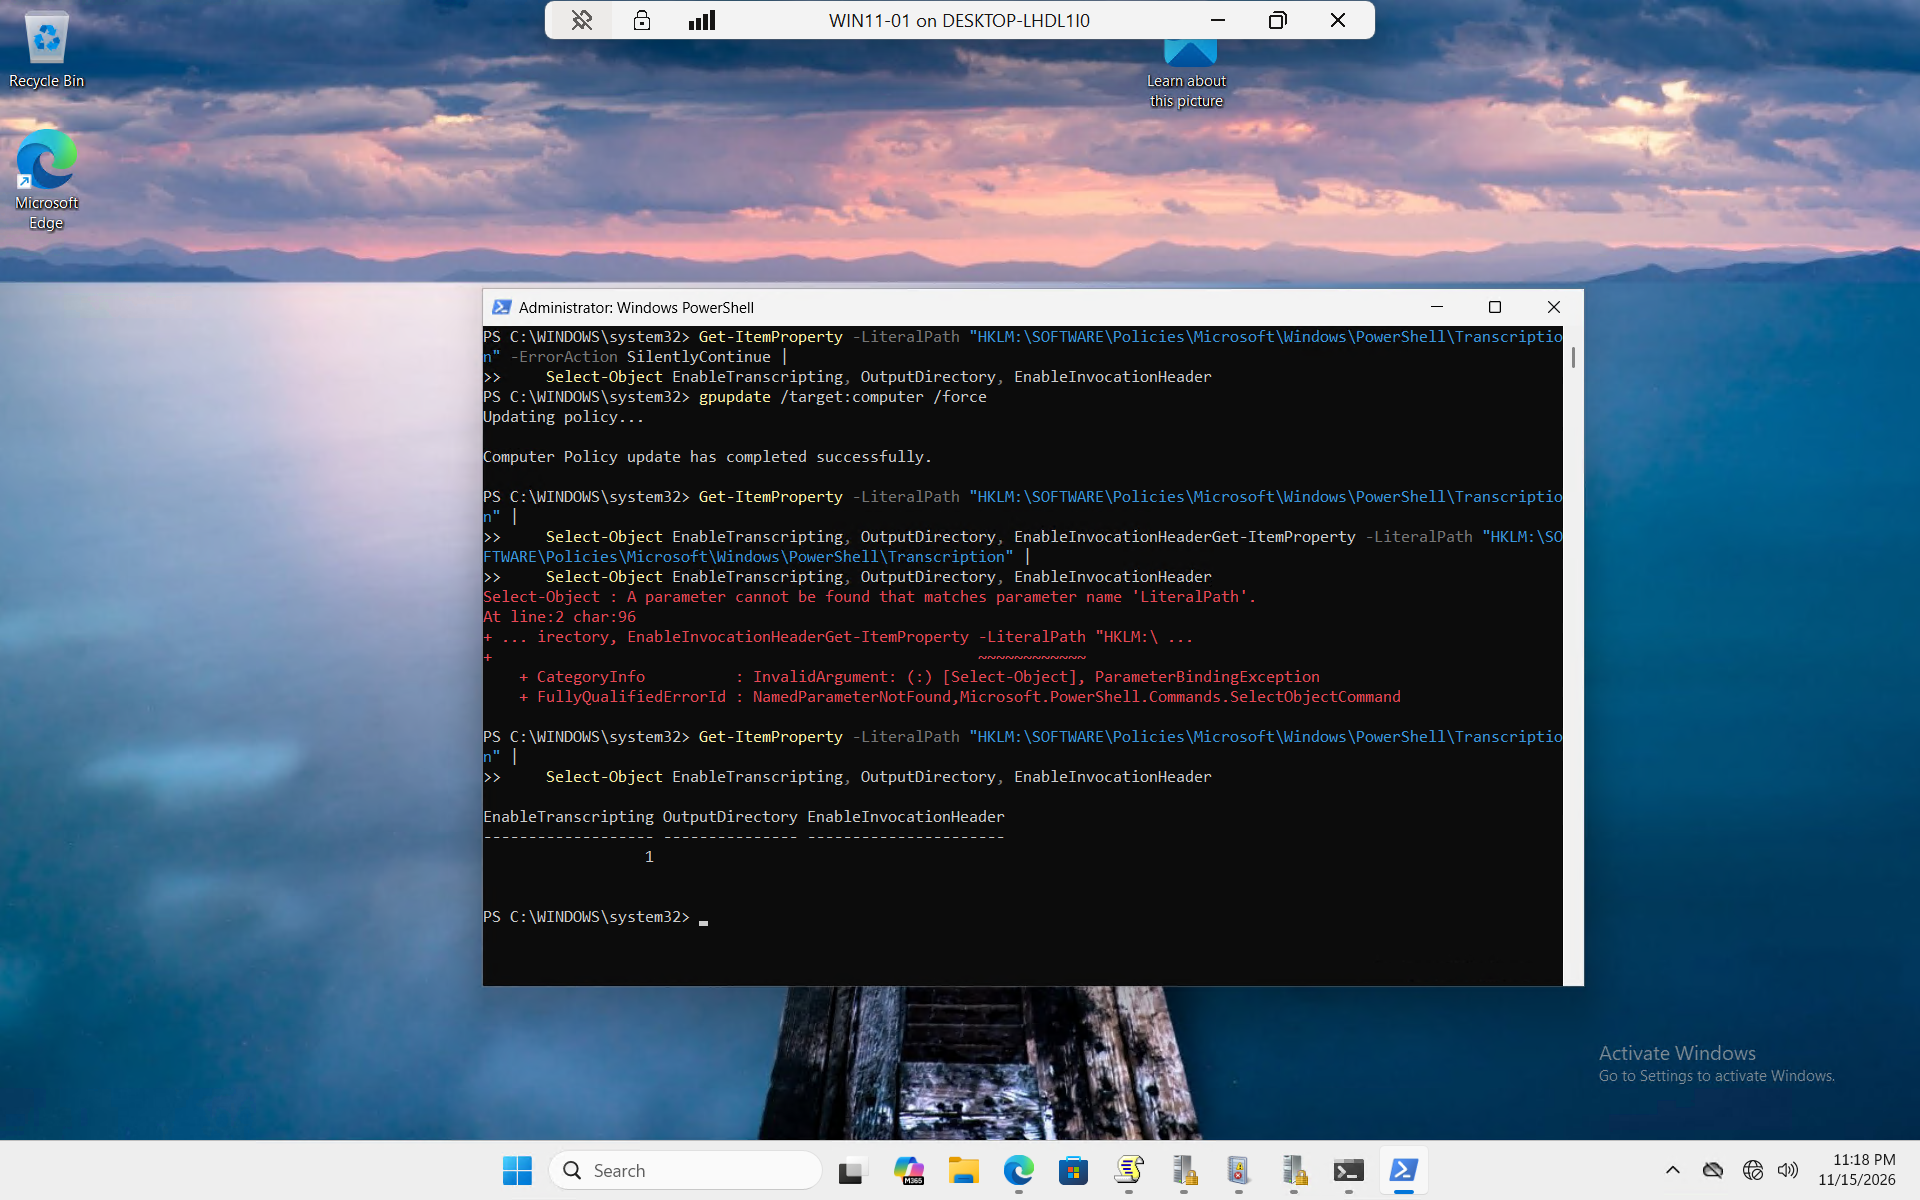 WIN11-01 on DESKTOP-LHDL1I0
Recycle Bin
Learn about
this picture
Microsoft
Edge
Administrator: Windows PowerShell
PS C:\WINDOWS\system32> Get-ItemProperty -LiteralPath "HKLM:\SOFTWARE\Policies\Microsoft\Windows\PowerShell\Transcriptio
n" -ErrorAction SilentlyContinue |
>>     Select-Object EnableTranscripting, OutputDirectory, EnableInvocationHeader
PS C:\WINDOWS\system32> gpupdate /target:computer /force
Updating policy...
Computer Policy update has completed successfully.
PS C:\WINDOWS\system32> Get-ItemProperty -LiteralPath "HKLM:\SOFTWARE\Policies\Microsoft\Windows\PowerShell\Transcriptio
n" |
>>     Select-Object EnableTranscripting, OutputDirectory, EnableInvocationHeaderGet-ItemProperty -LiteralPath "HKLM:\SO
FTWARE\Policies\Microsoft\Windows\PowerShell\Transcription" |
>>     Select-Object EnableTranscripting, OutputDirectory, EnableInvocationHeader
Select-Object : A parameter cannot be found that matches parameter name 'LiteralPath'.
At line:2 char:96
+ ... irectory, EnableInvocationHeaderGet-ItemProperty -LiteralPath "HKLM:\ ...
+                                                      ~~~~~~~~~~~~
    + CategoryInfo          : InvalidArgument: (:) [Select-Object], ParameterBindingException
    + FullyQualifiedErrorId : NamedParameterNotFound,Microsoft.PowerShell.Commands.SelectObjectCommand
PS C:\WINDOWS\system32> Get-ItemProperty -LiteralPath "HKLM:\SOFTWARE\Policies\Microsoft\Windows\PowerShell\Transcriptio
n" |
>>     Select-Object EnableTranscripting, OutputDirectory, EnableInvocationHeader
EnableTranscripting OutputDirectory EnableInvocationHeader
------------------- --------------- ----------------------
                  1
PS C:\WINDOWS\system32>
Activate Windows
Go to Settings to activate Windows.
Search
M365
11:18 PM
11/15/2026